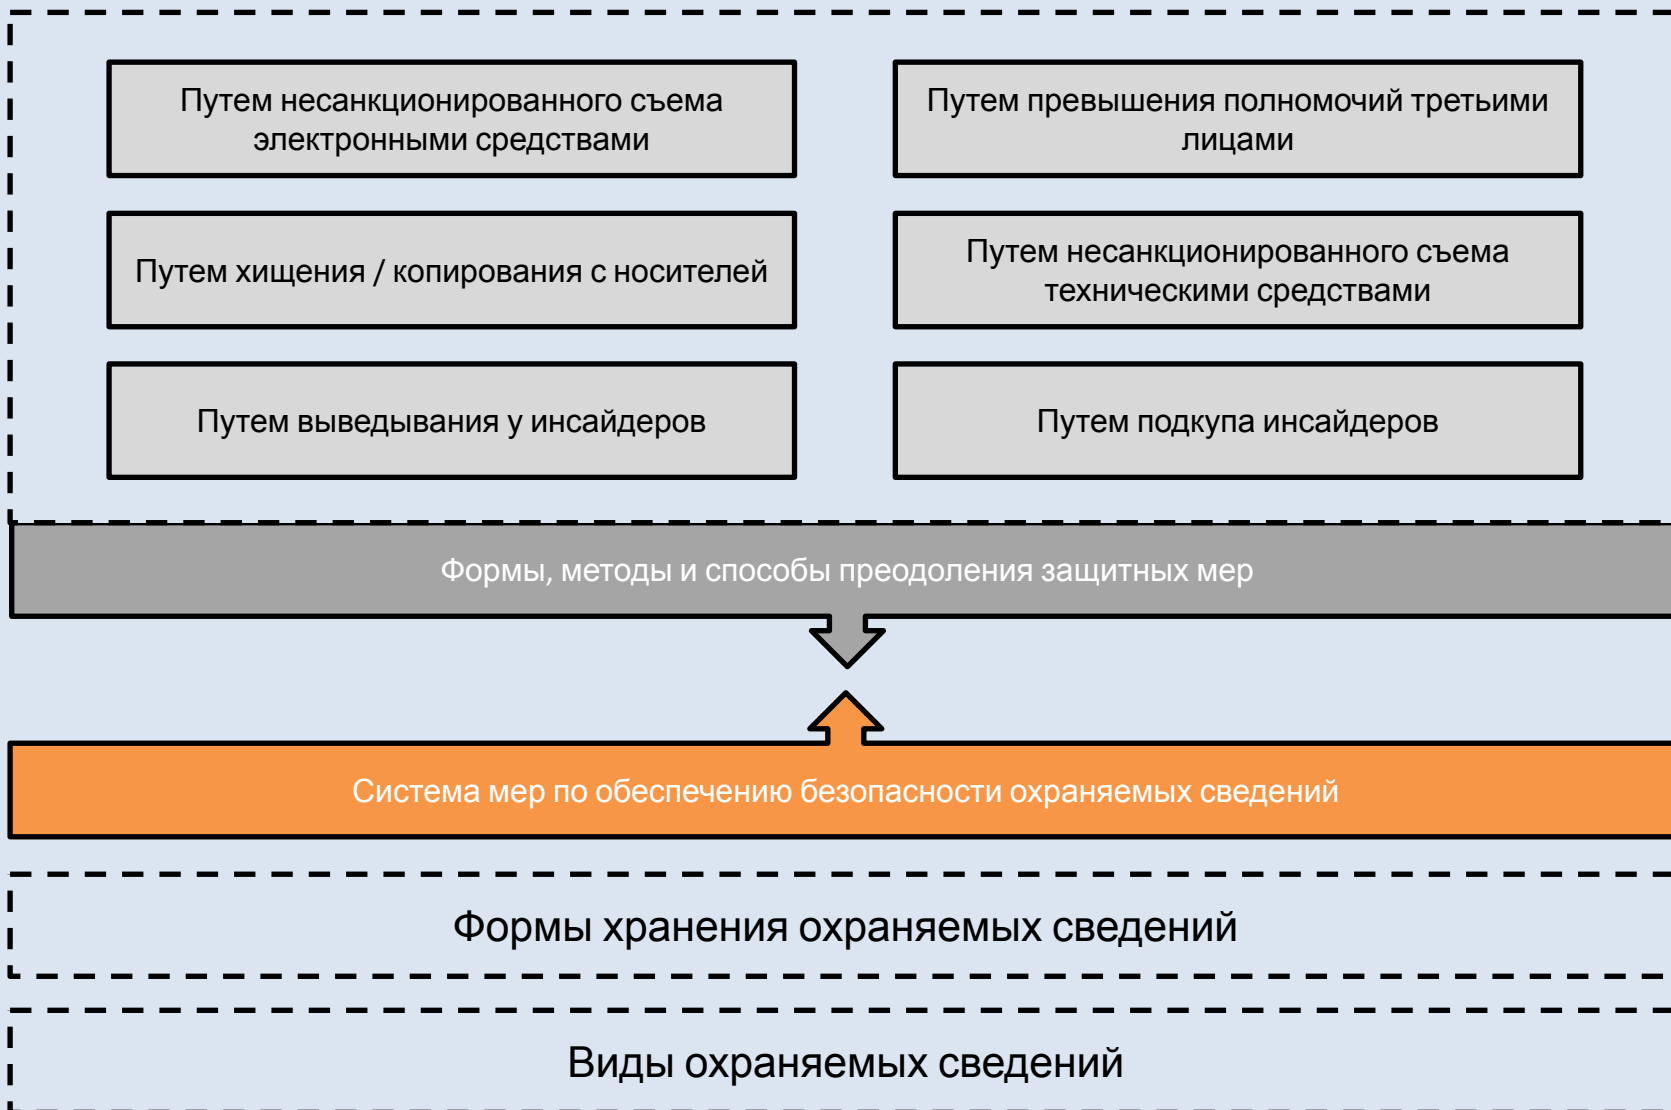 Путем несанкционированного съема
электронными средствами
Путем превышения полномочий третьими
лицами
Путем хищения / копирования с носителей
Путем несанкционированного съема
техническими средствами
Путем выведывания у инсайдеров
Путем подкупа инсайдеров
Формы, методы и способы преодоления защитных мер
Система мер по обеспечению безопасности охраняемых сведений
Формы хранения охраняемых сведений
Виды охраняемых сведений